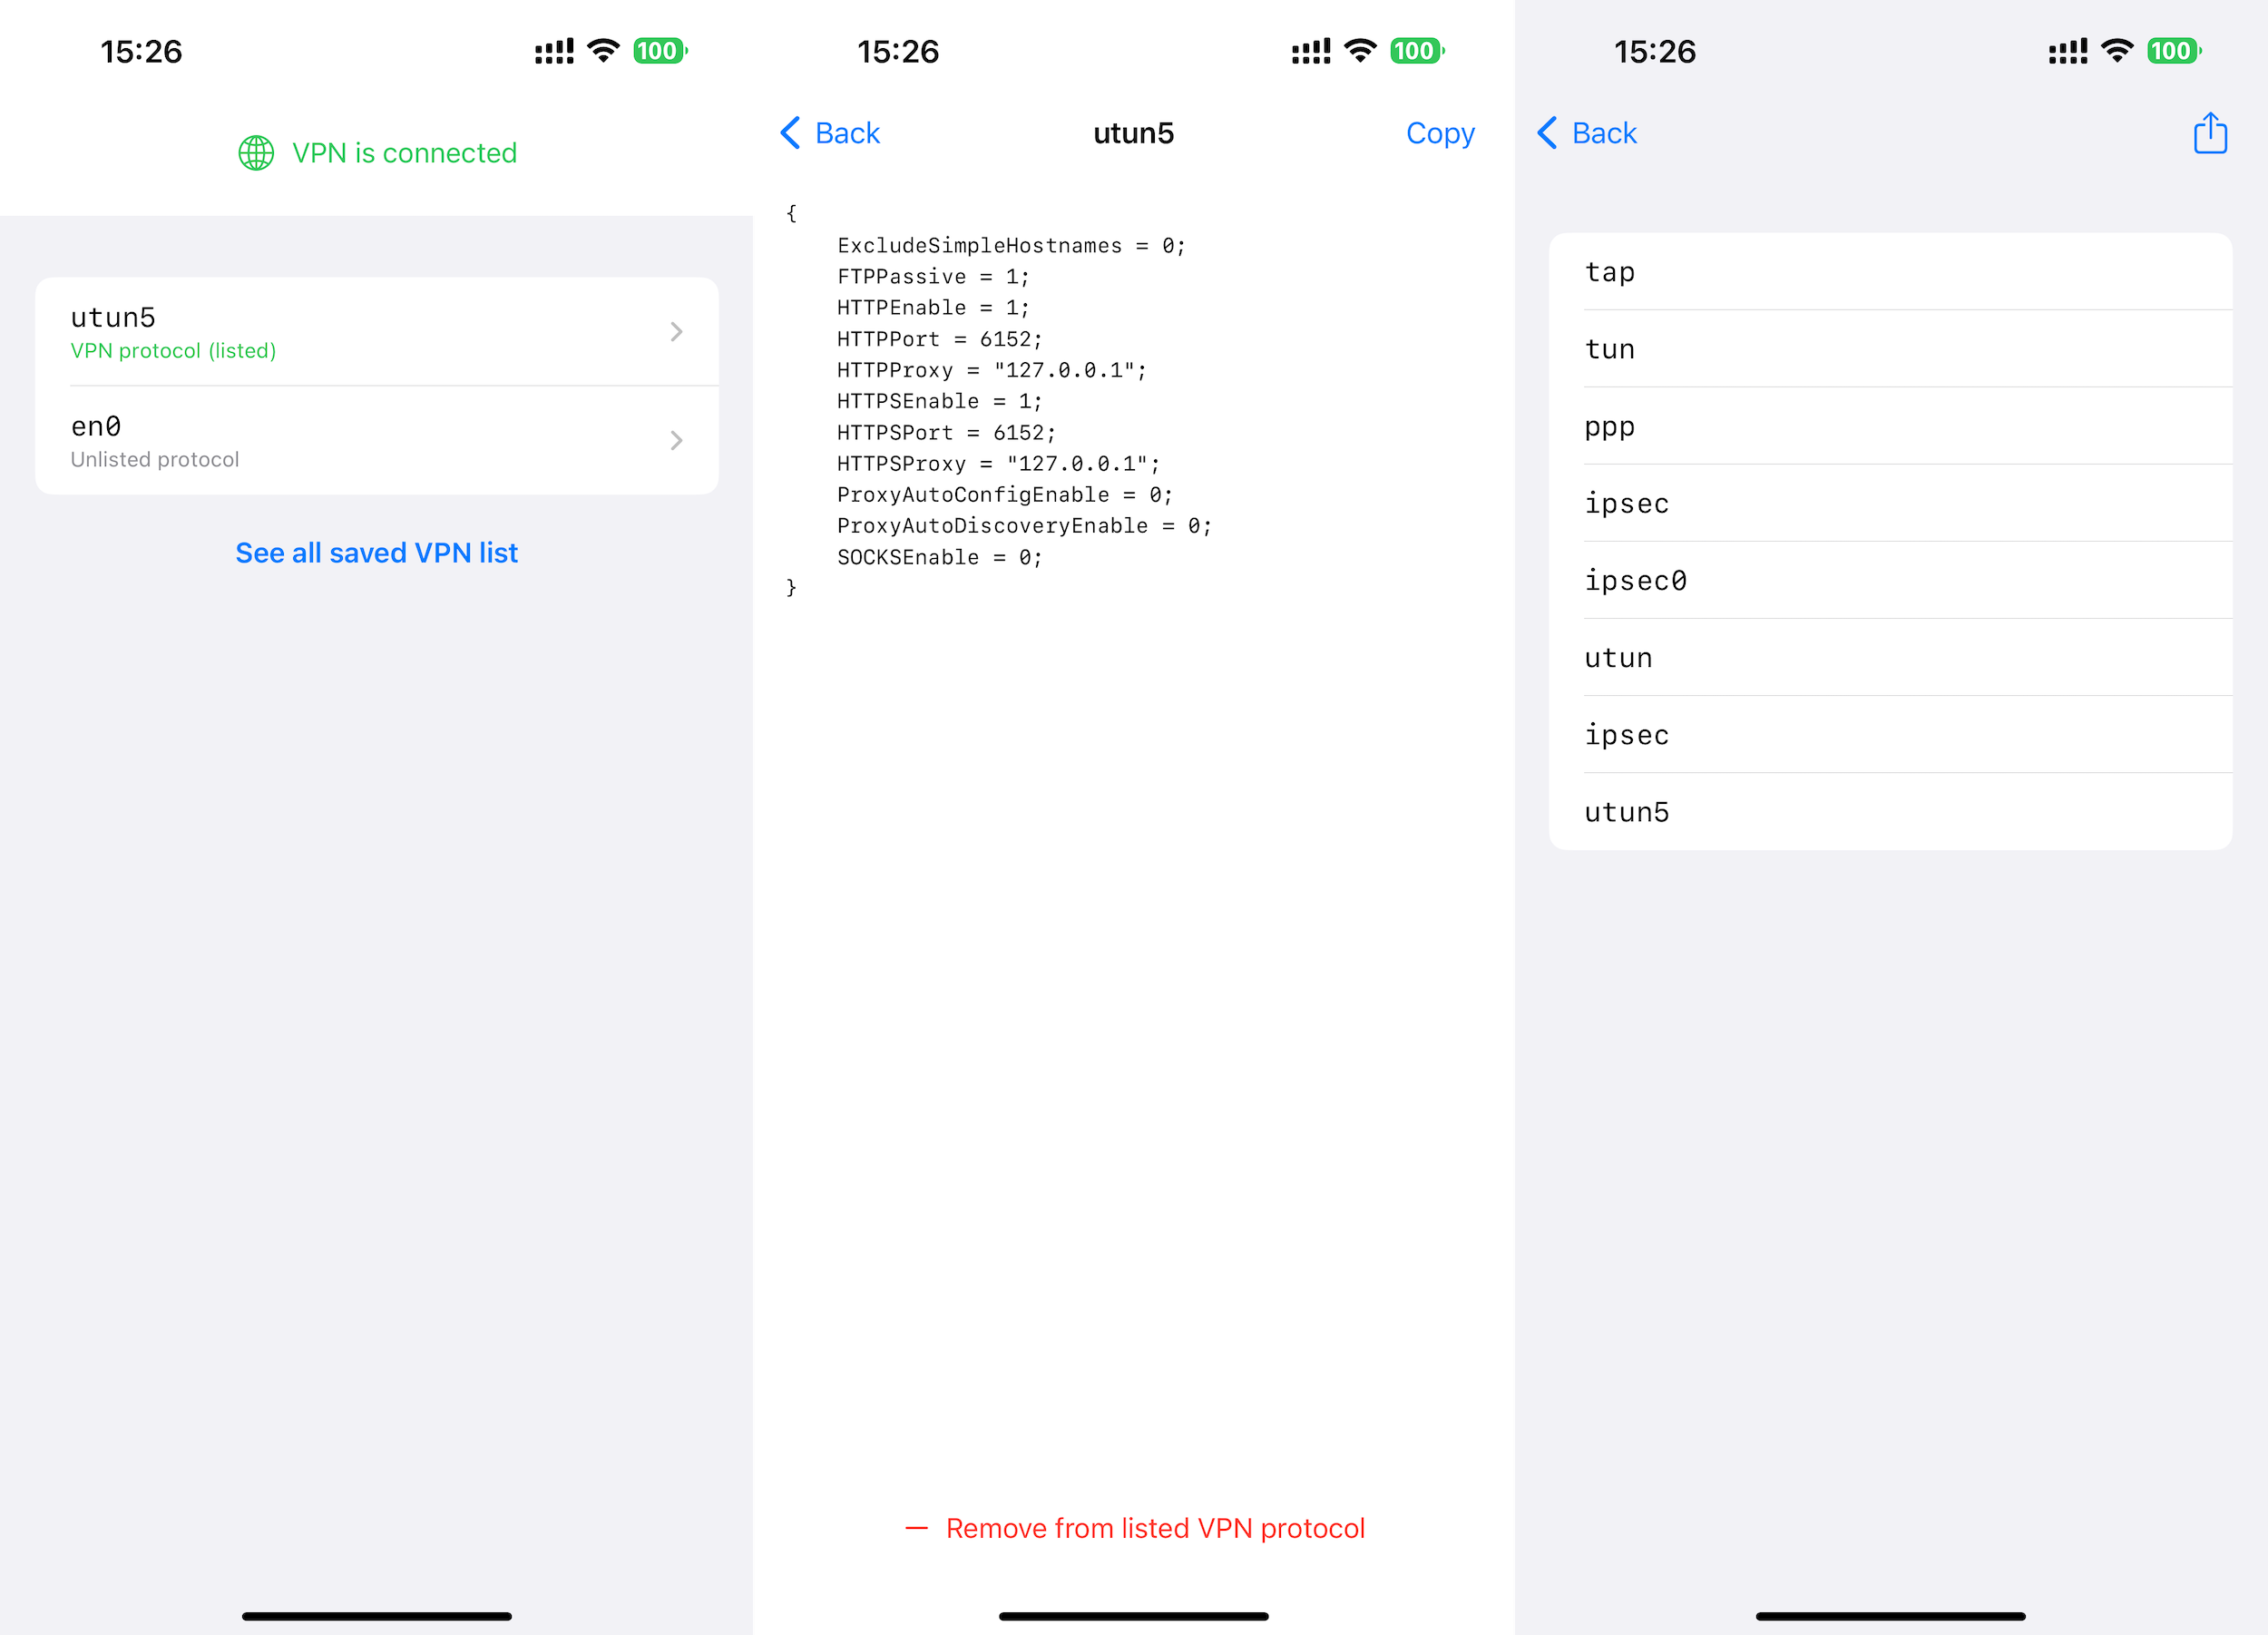 15:26
100
VPN is connected
utun5
VPN protocol (listed)
en0
Unlisted protocol
See all saved VPN list
15:26
100
Back
utun5
Copy
{
    ExcludeSimpleHostnames = 0;
    FTPPassive = 1;
    HTTPEnable = 1;
    HTTPPort = 6152;
    HTTPProxy = "127.0.0.1";
    HTTPSEnable = 1;
    HTTPSPort = 6152;
    HTTPSProxy = "127.0.0.1";
    ProxyAutoConfigEnable = 0;
    ProxyAutoDiscoveryEnable = 0;
    SOCKSEnable = 0;
}
Remove from listed VPN protocol
15:26
100
Back
tap
tun
ppp
ipsec
ipsec0
utun
ipsec
utun5